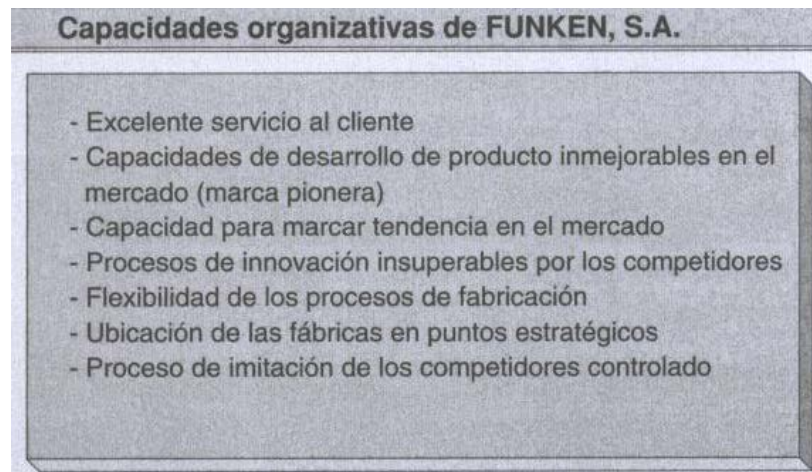 Capacidades organizativas de FUNKEN, S.A.
- Excelente servicio al cliente
- Capacidades de desarrollo de producto inmejorables en el
mercado (marca pionera)
- Capacidad para marcar tendencia en el mercado
- Procesos de innovación insuperables por los competidores
- Flexibilidad de los procesos de fabricación
- Ubicación de las fábricas en puntos estratégicos
- Proceso de imitación de los competidores controlado